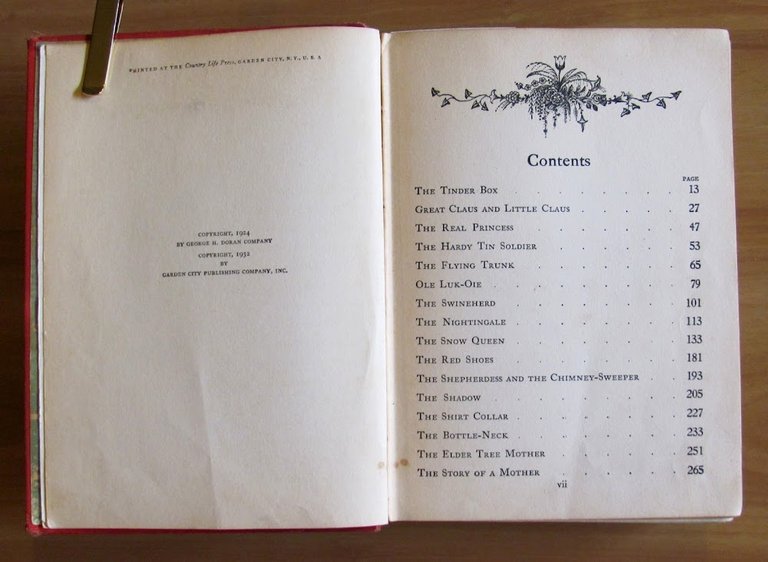 PRINTED AT THE Country Life Press, GARDEN CITY, N.Y., U.S.A
COPYRIGHT, 1924
BY GEORGE H. DORAN COMPANY
COPYRIGHT, 1932
BY
GARDEN CITY PUBLISHING COMPANY, INC.
Contents
PAGE
THE TINDER BOX . . . . . . . 13
GREAT CLAUS AND LITTLE CLAUS . . . . . 27
THE REAL PRINCESS . . . . . . . 47
THE HARDY TIN SOLDIER . . . . . . 53
THE FLYING TRUNK . . . . . . . 65
OLE LUK-OIE . . . . . . . . 79
THE SWINEHERD . . . . . . . 101
THE NIGHTINGALE . . . . . . . 113
THE SNOW QUEEN . . . . . . . 133
THE RED SHOES . . . . . . . . 181
THE SHEPHERDESS AND THE CHIMNEY-SWEEPER . . 193
THE SHADOW . . . . . . . . 205
THE SHIRT COLLAR . . . . . . . 227
THE BOTTLE-NECK . . . . . . . 233
THE ELDER TREE MOTHER . . . . . . 251
THE STORY OF A MOTHER . . . . . . 265
vii